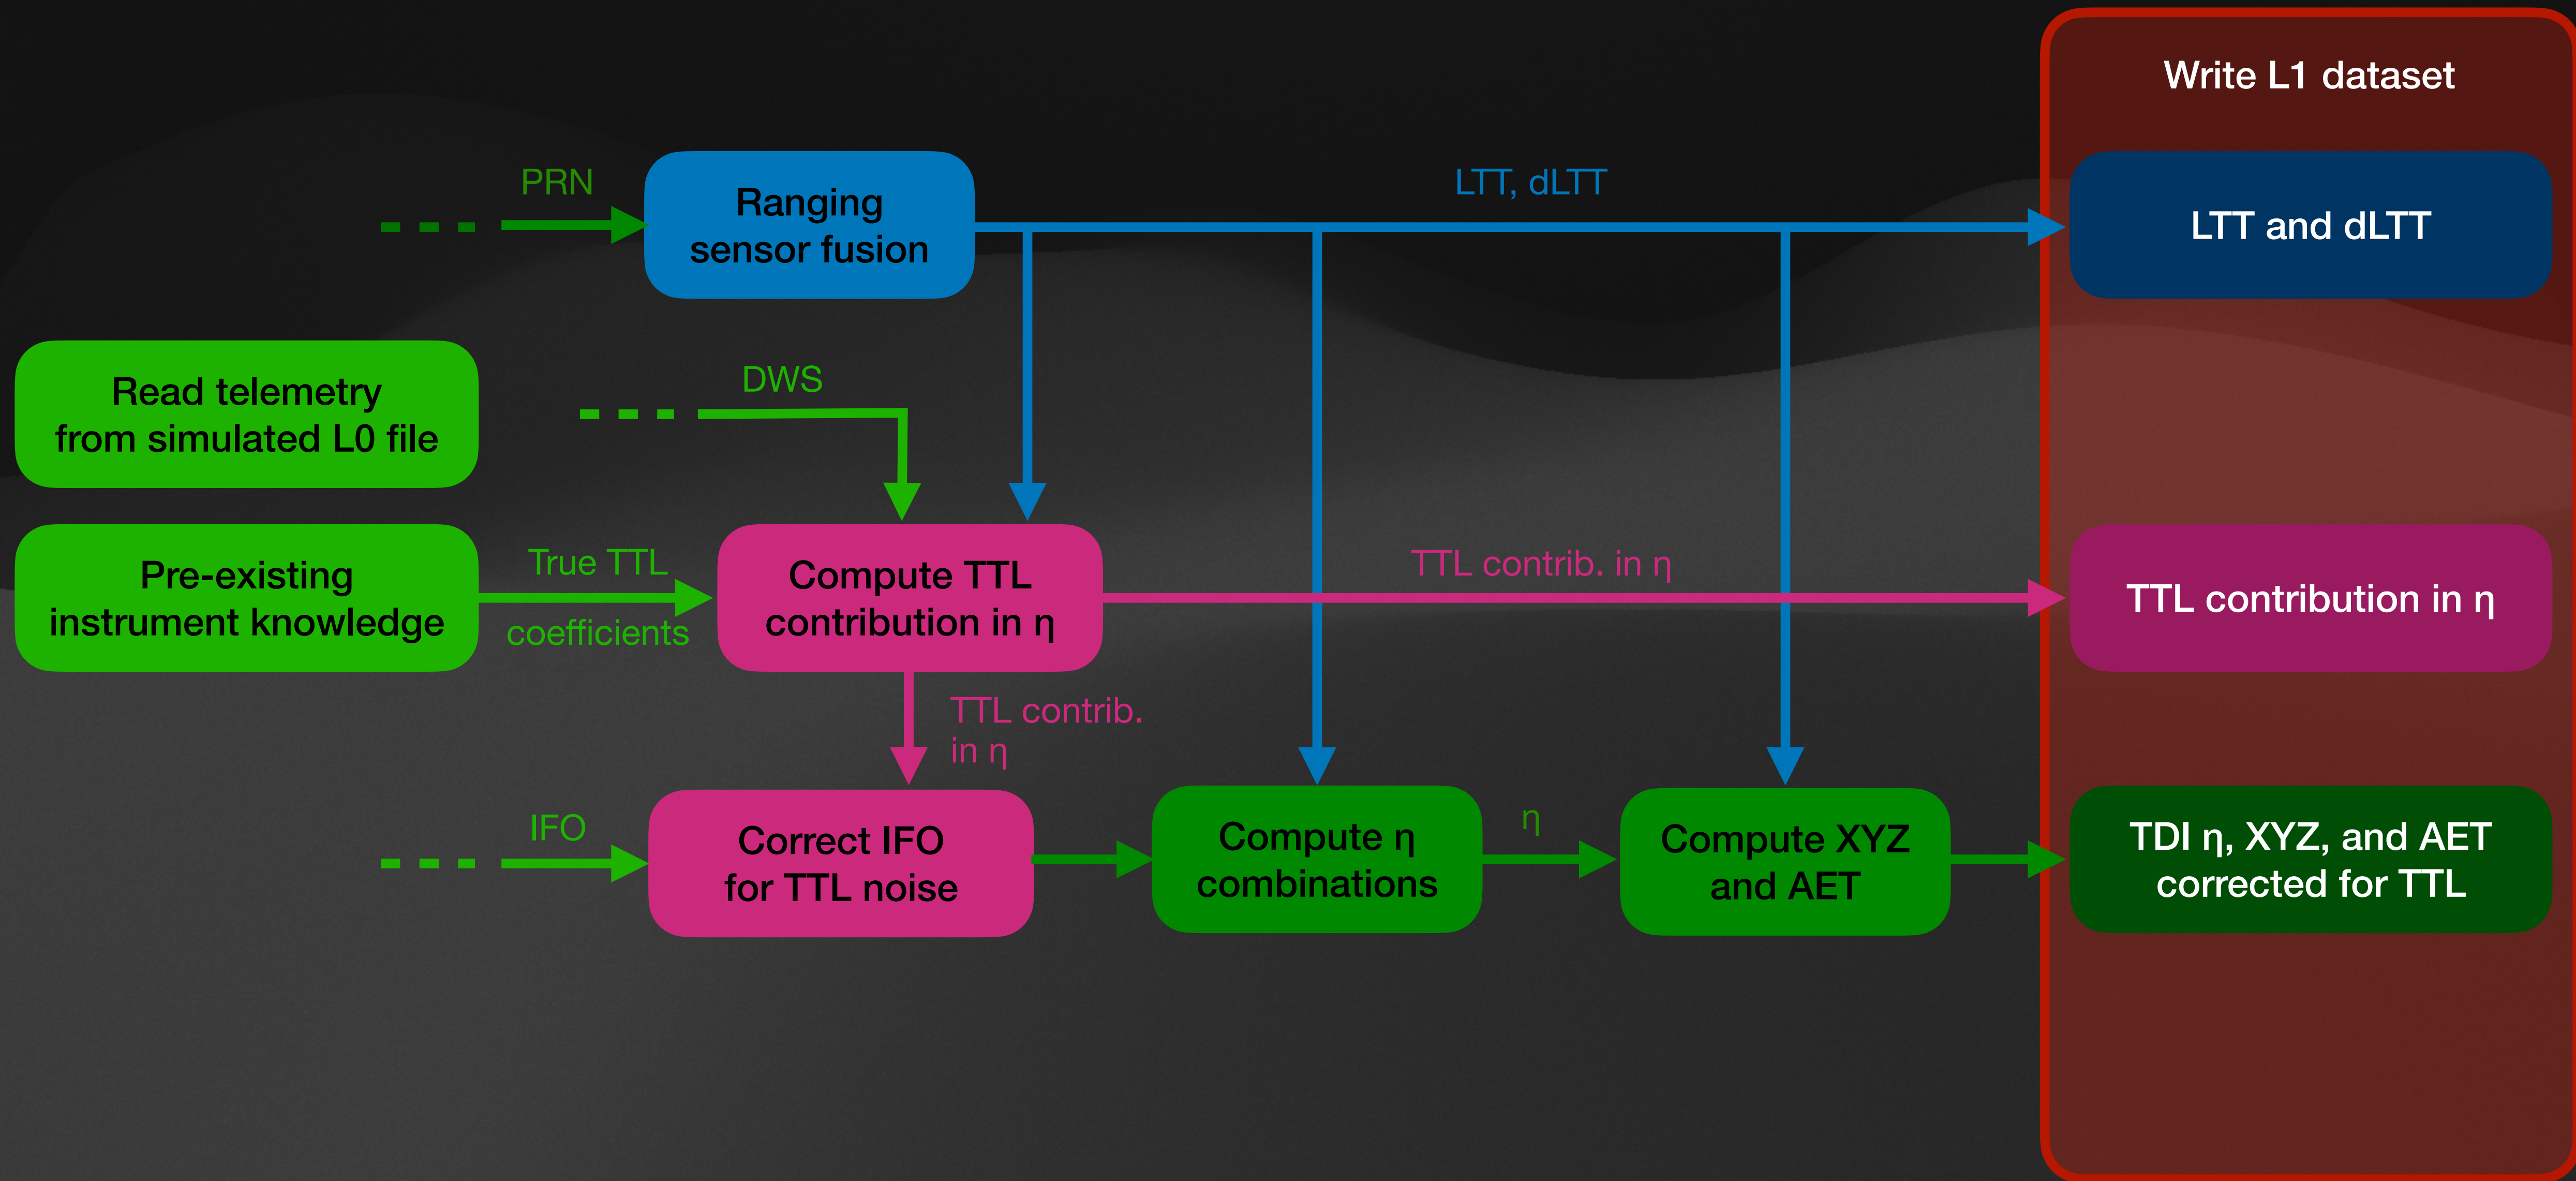 Write L1 dataset
PRN
Ranging
sensor fusion
LTT, dLTT
LTT and dLTT
Read telemetry
from simulated L0 file
DWS
Pre-existing
instrument knowledge
True TTL
coefficients
Compute TTL
contribution in η
TTL contrib. in η
TTL contribution in η
TTL contrib.
in η
IFO
Correct IFO
for TTL noise
Compute η
combinations
η
Compute XYZ
and AET
TDI η, XYZ, and AET
corrected for TTL